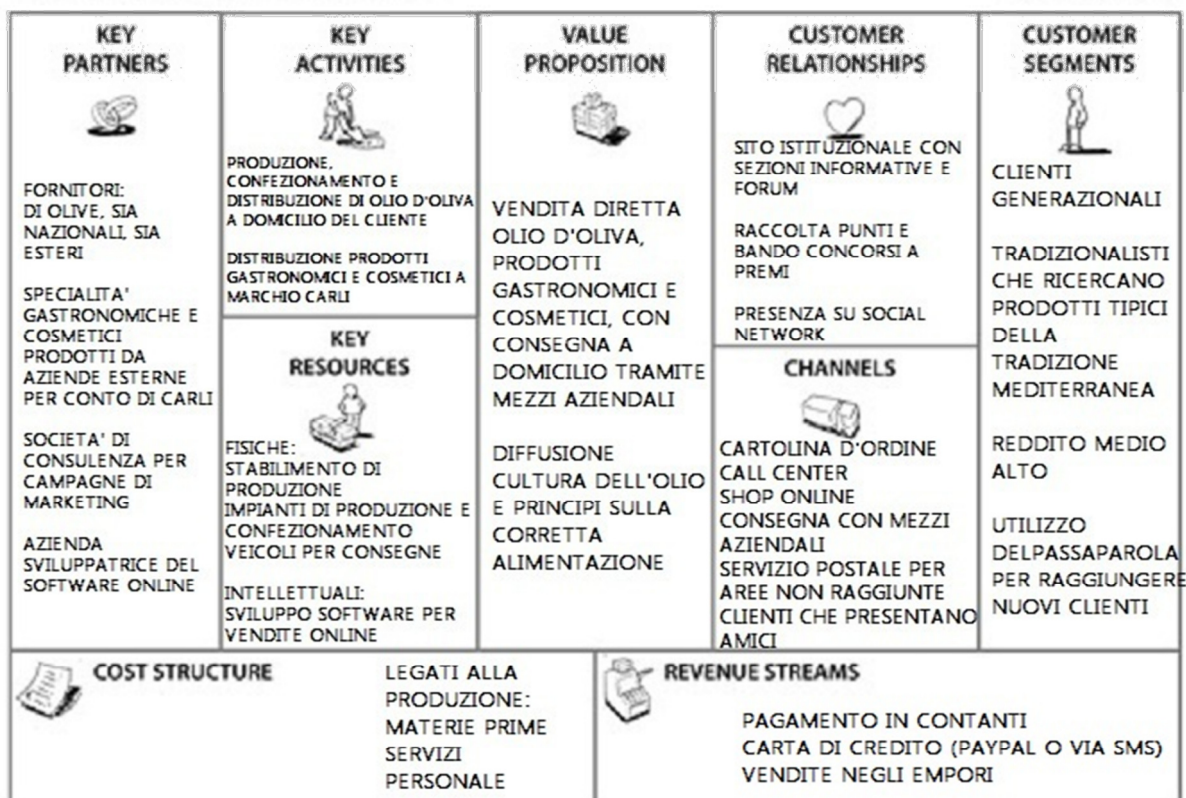 KEY
PARTNERS
FORNITORI:
DI OLIVE, SIA
NAZIONALI, SIA
ESTERI
SPECIALITA'
GASTRONOMICHE E
COSMETICI
PRODOTTI DA
AZIENDE ESTERNE
PER CONTO DI CARLI
SOCIETA' DI
CONSULENZA PER
CAMPAGNE DI
MARKETING
AZIENDA
SVILUPPATRICE DEL
SOFTWARE ONLINE
KEY
ACTIVITIES
PRODUZIONE,
CONFEZIONAMENTO E
DISTRIBUZIONE DI OLIO D'OLIVA
A DOMICILIO DEL CLIENTE
DISTRIBUZIONE PRODOTTI
GASTRONOMICI E COSMETICI A
MARCHIO CARLI
KEY
RESOURCES
FISICHE:
STABILIMENTO DI
PRODUZIONE
IMPIANTI DI PRODUZIONE E
CONFEZIONAMENTO
VEICOLI PER CONSEGNE
INTELLETTUALI:
SVILUPPO SOFTWARE PER
VENDITE ONLINE
VALUE
PROPOSITION
VENDITA DIRETTA
OLIO D'OLIVA,
PRODOTTI
GASTRONOMICI E
COSMETICI, CON
CONSEGNA A
DOMICILIO TRAMITE
MEZZI AZIENDALI
DIFFUSIONE
CULTURA DELL'OLIO
E PRINCIPI SULLA
CORRETTA
ALIMENTAZIONE
CUSTOMER
RELATIONSHIPS
SITO ISTITUZIONALE CON
SEZIONI INFORMATIVE E
FORUM
RACCOLTA PUNTI E
BANDO CONCORSI A
PREMI
PRESENZA SU SOCIAL
NETWORK
CHANNELS
CARTOLINA D'ORDINE
CALL CENTER
SHOP ONLINE
CONSEGNA CON MEZZI
AZIENDALI
SERVIZIO POSTALE PER
AREE NON RAGGIUNTE
CLIENTI CHE PRESENTANO
AMICI
CUSTOMER
SEGMENTS
CLIENTI
GENERAZIONALI
TRADIZIONALISTI
CHE RICERCANO
PRODOTTI TIPICI
DELLA
TRADIZIONE
MEDITERRANEA
REDDITO MEDIO
ALTO
UTILIZZO
DELPASSAPAROLA
PER RAGGIUNGERE
NUOVI CLIENTI
COST STRUCTURE
LEGATI ALLA
PRODUZIONE:
MATERIE PRIME
SERVIZI
PERSONALE
REVENUE STREAMS
PAGAMENTO IN CONTANTI
CARTA DI CREDITO (PAYPAL O VIA SMS)
VENDITE NEGLI EMPORI